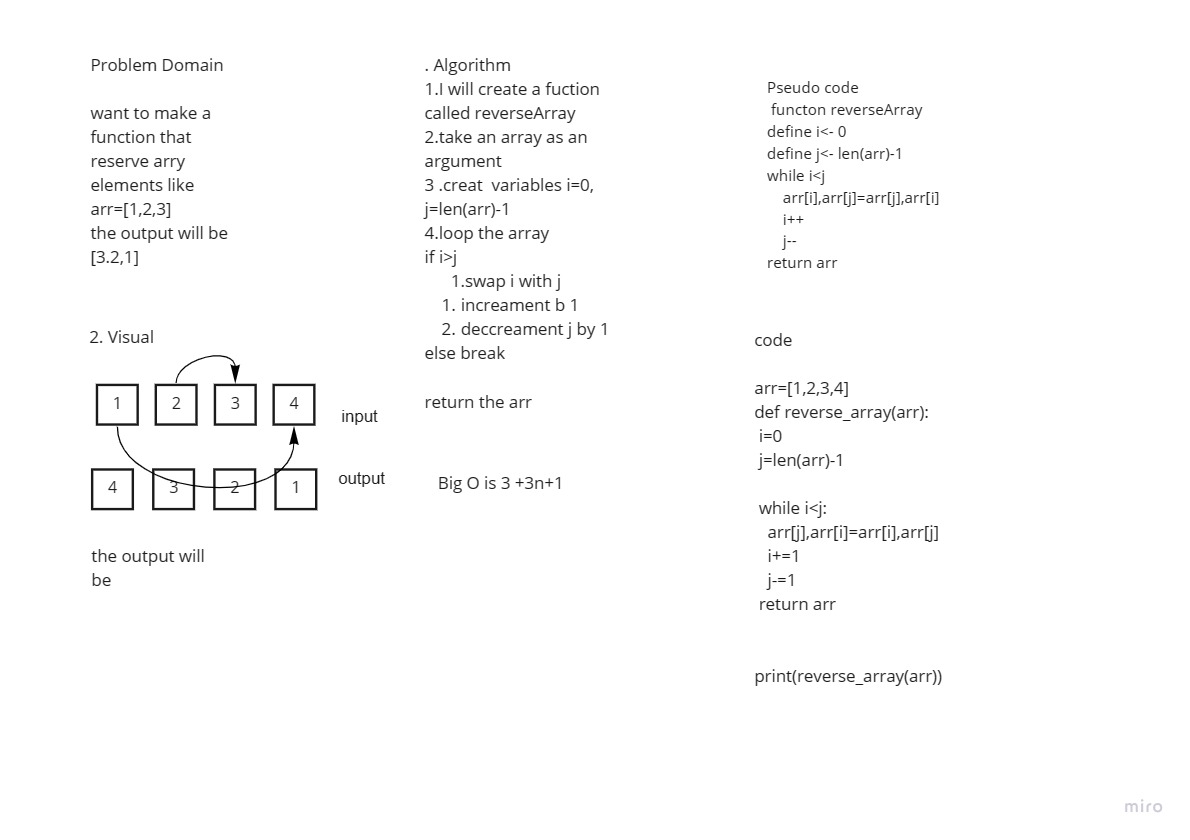 Problem Domain
want to make a
function that
reserve arry
elements like
arr=[1,2,3]
the output will be
[3.2,1]
2. Visual
1 2 3 4
input
output
4 3 2 1
the output will
be
. Algorithm
1.I will create a fuction
called reverseArray
2.take an array as an
argument
3 .creat  variables i=0,
j=len(arr)-1
4.loop the array
if i>j
1.swap i with j
1. increament b 1
2. deccreament j by 1
else break
return the arr
Big O is 3 +3n+1
Pseudo code
functon reverseArray
define i<- 0
define j<- len(arr)-1
while i<j
arr[i],arr[j]=arr[j],arr[i]
i++
j--
return arr
code
arr=[1,2,3,4]
def reverse_array(arr):
i=0
j=len(arr)-1
while i<j:
arr[j],arr[i]=arr[i],arr[j]
i+=1
j-=1
return arr
print(reverse_array(arr))
miro